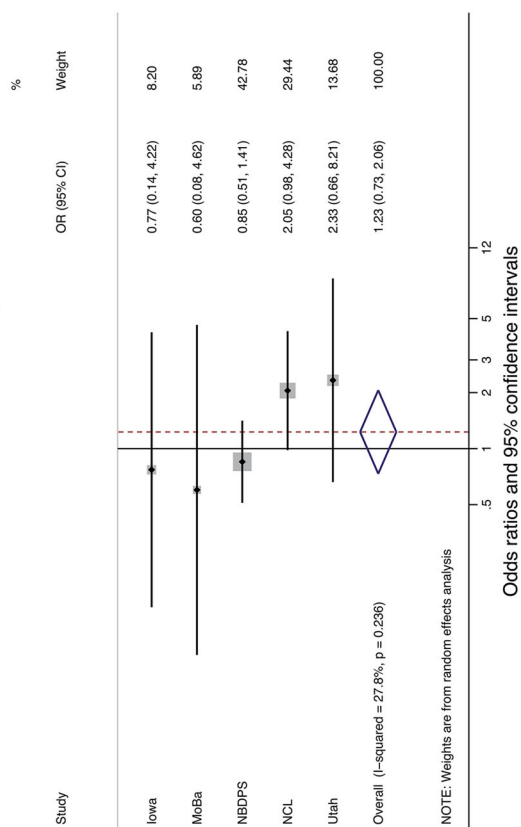 %
Study OR (95% CI) Weight
Iowa 0.77 (0.14, 4.22) 8.20
MoBa 0.60 (0.08, 4.62) 5.89
NBDPS 0.85 (0.51, 1.41) 42.78
NCL 2.05 (0.98, 4.28) 29.44
Utah 2.33 (0.66, 8.21) 13.68
Overall (I−squared = 27.8%, p = 0.236) 1.23 (0.73, 2.06) 100.00
NOTE: Weights are from random effects analysis
.5 1 2 3 5 12
Odds ratios and 95% confidence intervals